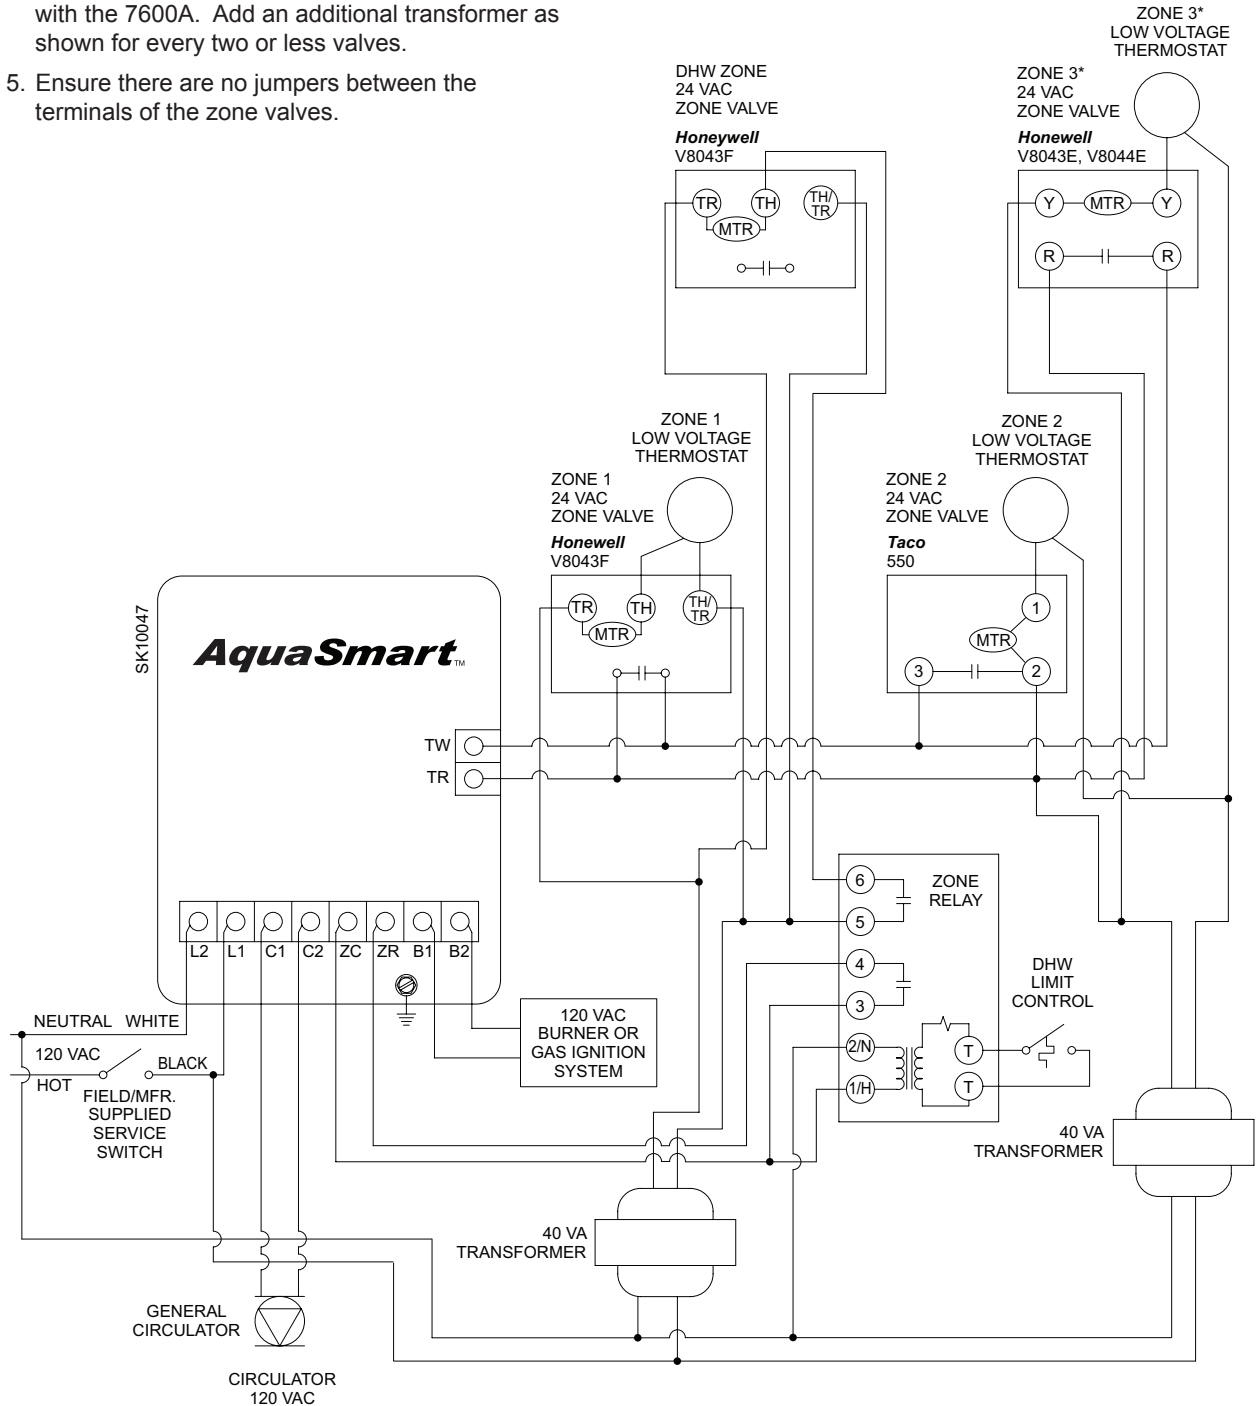 with the 7600A. Add an additional transformer as
shown for every two or less valves.
5. Ensure there are no jumpers between the
terminals of the zone valves.
ZONE 3*
LOW VOLTAGE
THERMOSTAT
DHW ZONE
24 VAC
ZONE VALVE
Honeywell
V8043F
TR
TH
TH/
TR
MTR
ZONE 3*
24 VAC
ZONE VALVE
Honewell
V8043E, V8044E
Y
MTR
Y
R
R
ZONE 1
LOW VOLTAGE
THERMOSTAT
ZONE 1
24 VAC
ZONE VALVE
Honewell
V8043F
TR
TH
TH/
TR
MTR
ZONE 2
LOW VOLTAGE
THERMOSTAT
ZONE 2
24 VAC
ZONE VALVE
Taco
550
1
MTR
3
2
SK10047
AquaSmart™
TW
TR
L2
L1
C1
C2
ZC
ZR
B1
B2
6
5
4
3
2/N
1/H
ZONE
RELAY
T
T
DHW
LIMIT
CONTROL
NEUTRAL WHITE
120 VAC
HOT
BLACK
FIELD/MFR.
SUPPLIED
SERVICE
SWITCH
120 VAC
BURNER OR
GAS IGNITION
SYSTEM
40 VA
TRANSFORMER
40 VA
TRANSFORMER
GENERAL
CIRCULATOR
CIRCULATOR
120 VAC